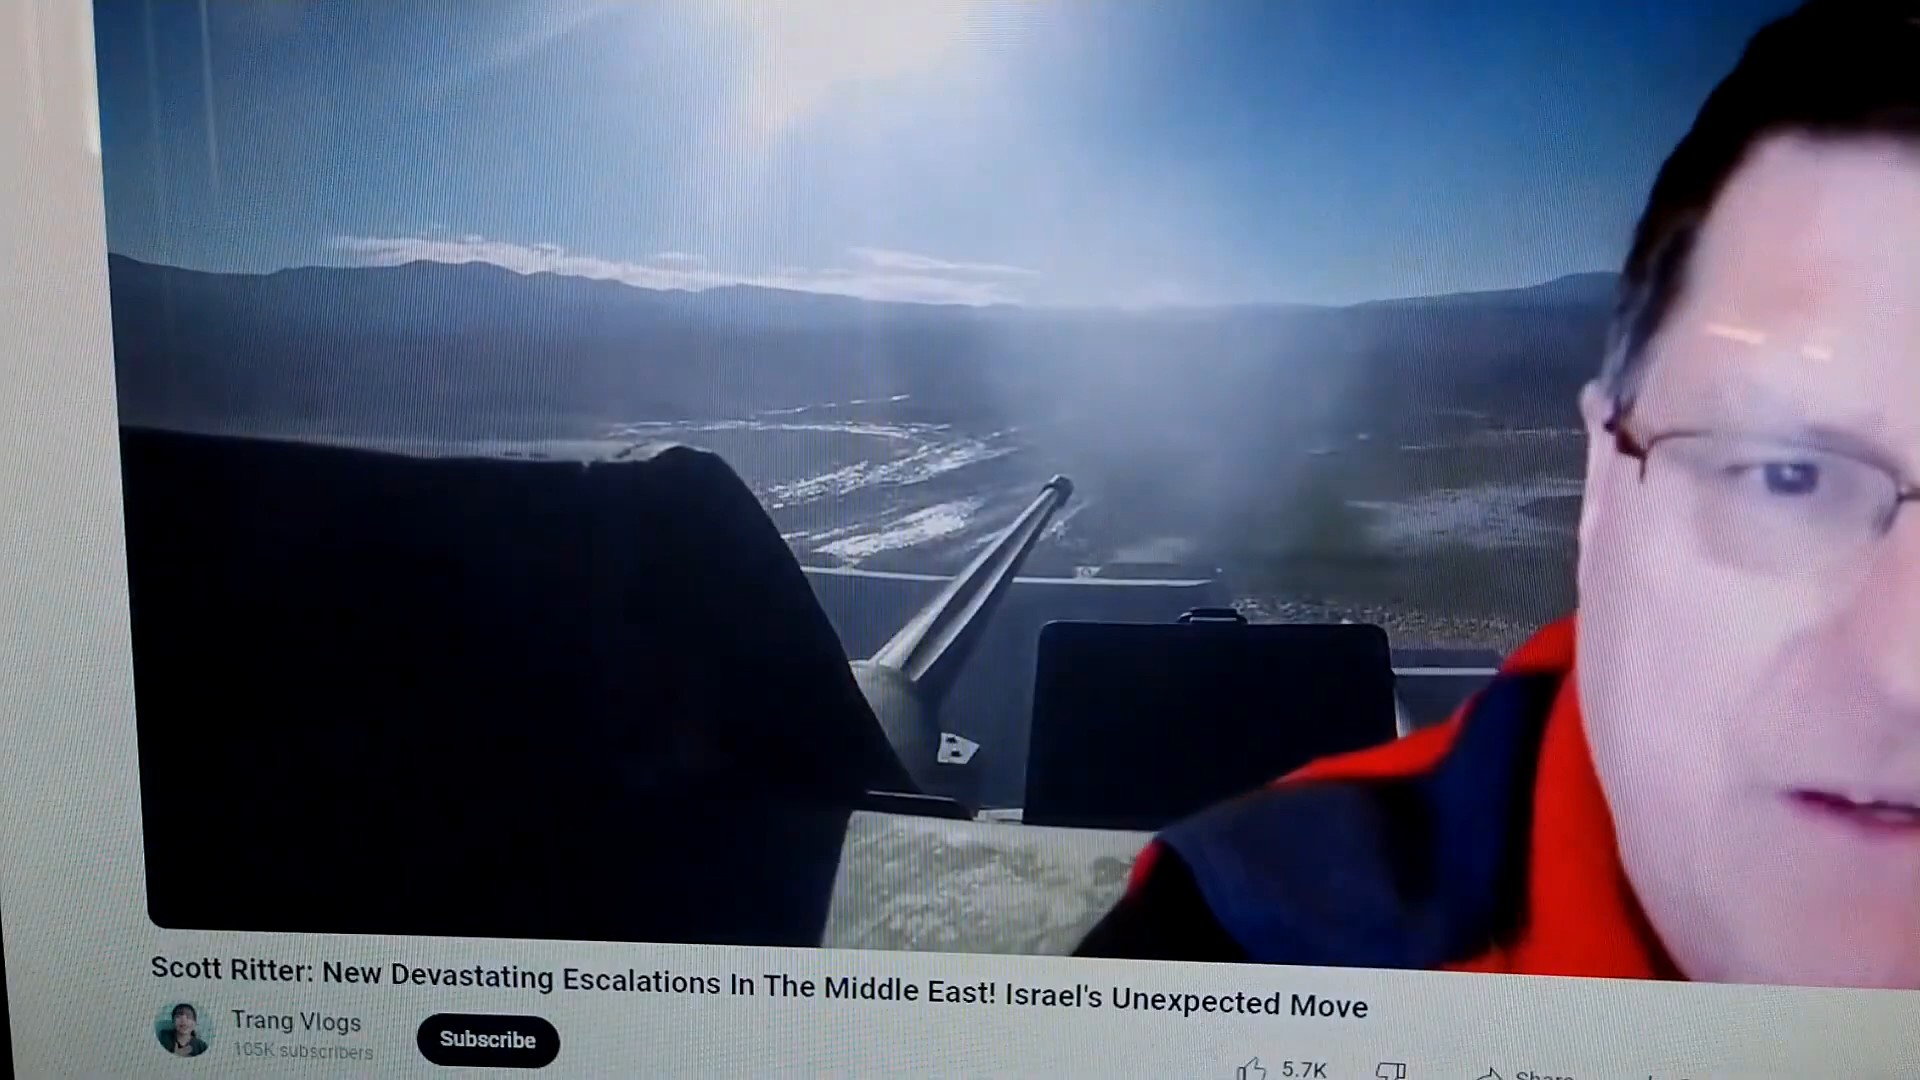 Scott Ritter: New Devastating Escalations In The Middle East! Israel's Unexpected Move
Trang Vlogs
105K subscribers
Subscribe
5.7K
Share